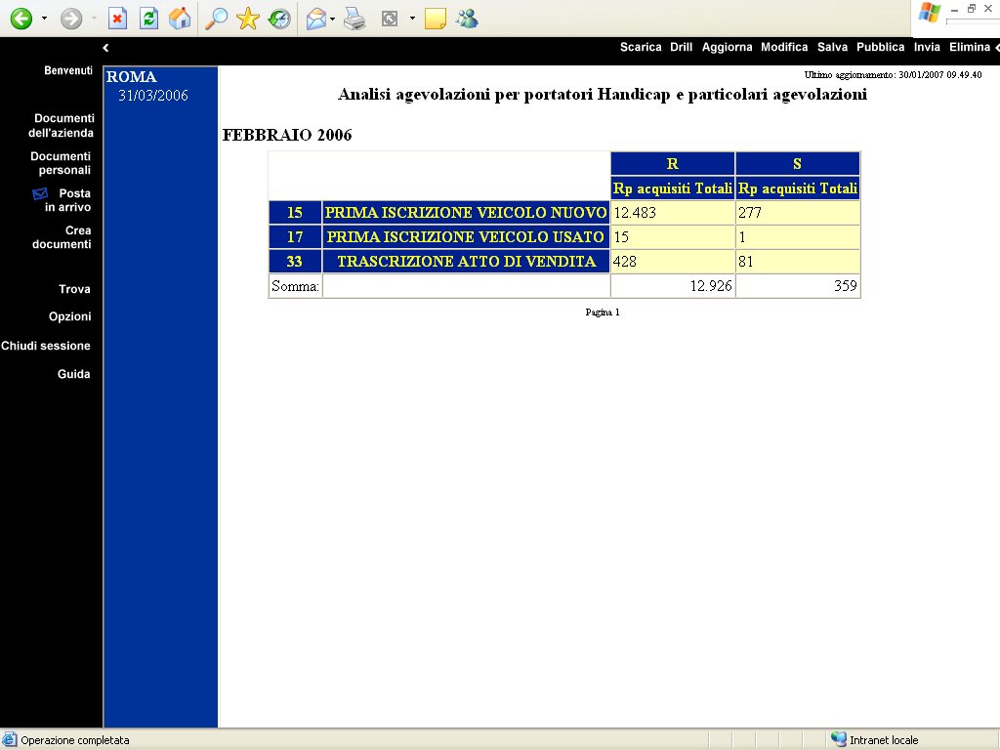 Scarica Drill Aggiorna Modifica Salva Pubblica Invia Elimina
Benvenuti
Documenti
dell'azienda
Documenti
personali
Posta
in arrivo
Crea
documenti
Trova
Opzioni
Chiudi sessione
Guida
ROMA
31/03/2006
Ultimo aggiornamento: 30/01/2007 09.49.40
Analisi agevolazioni per portatori Handicap e particolari agevolazioni
FEBBRAIO 2006
R S
Rp acquisiti Totali Rp acquisiti Totali
15 PRIMA ISCRIZIONE VEICOLO NUOVO 12.483 277
17 PRIMA ISCRIZIONE VEICOLO USATO 15 1
33 TRASCRIZIONE ATTO DI VENDITA 428 81
Somma: 12.926 359
Pagina 1
Operazione completata Intranet locale